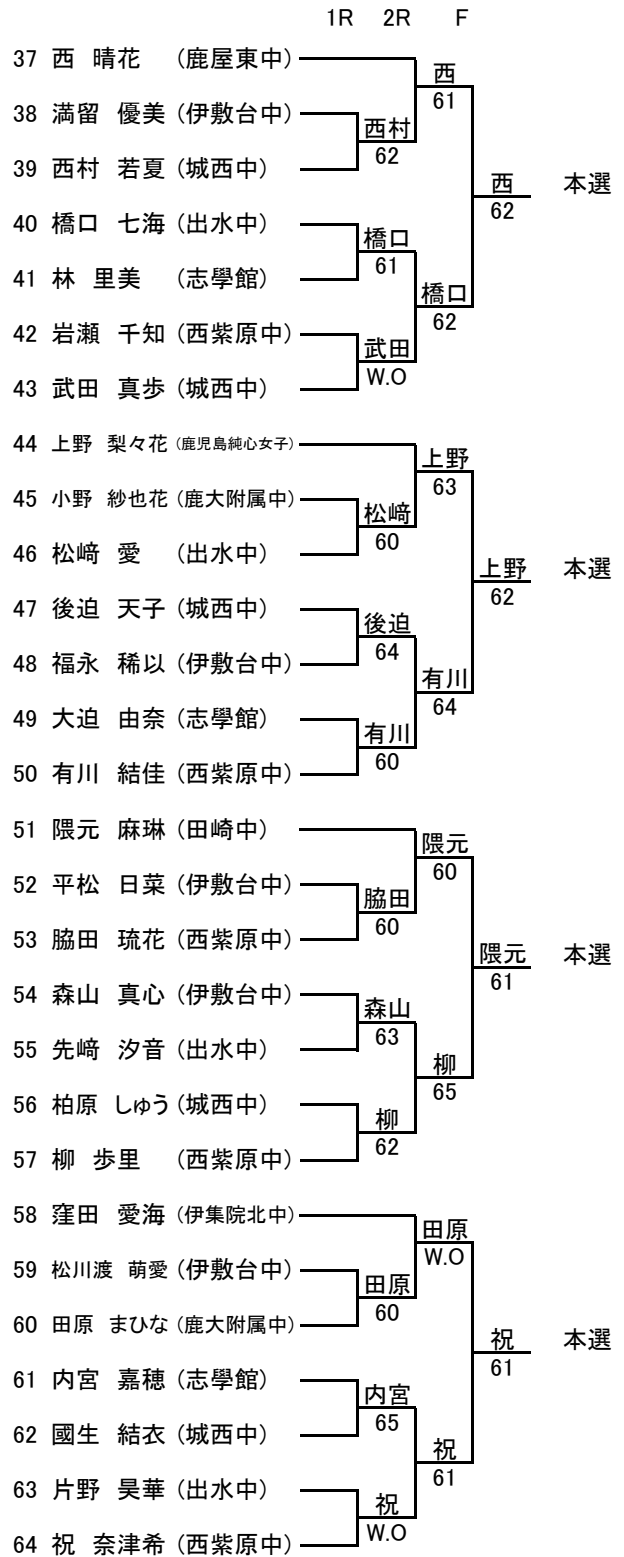 1R 2R F
37 西 晴花 (鹿屋東中)
西
61
38 満留 優美 (伊敷台中)
西村
62
39 西村 若夏 (城西中)
西
62
本選
40 橋口 七海 (出水中)
橋口
61
41 林 里美 (志學館)
橋口
62
42 岩瀬 千知 (西紫原中)
武田
W.O
43 武田 真歩 (城西中)
44 上野 梨々花 (鹿児島純心女子)
上野
63
45 小野 紗也花 (鹿大附属中)
松﨑
60
46 松﨑 愛 (出水中)
上野
62
本選
47 後迫 天子 (城西中)
後迫
64
48 福永 稀以 (伊敷台中)
有川
64
49 大迫 由奈 (志學館)
有川
60
50 有川 結佳 (西紫原中)
51 隈元 麻琳 (田崎中)
隈元
60
52 平松 日菜 (伊敷台中)
脇田
60
53 脇田 琉花 (西紫原中)
隈元
61
本選
54 森山 真心 (伊敷台中)
森山
63
55 先﨑 汐音 (出水中)
柳
65
56 柏原 しゅう (城西中)
柳
62
57 柳 歩里 (西紫原中)
58 窪田 愛海 (伊集院北中)
田原
W.O
59 松川渡 萌愛 (伊敷台中)
田原
60
60 田原 まひな (鹿大附属中)
祝
61
本選
61 内宮 嘉穂 (志學館)
内宮
65
62 國生 結衣 (城西中)
祝
61
63 片野 昊華 (出水中)
祝
W.O
64 祝 奈津希 (西紫原中)